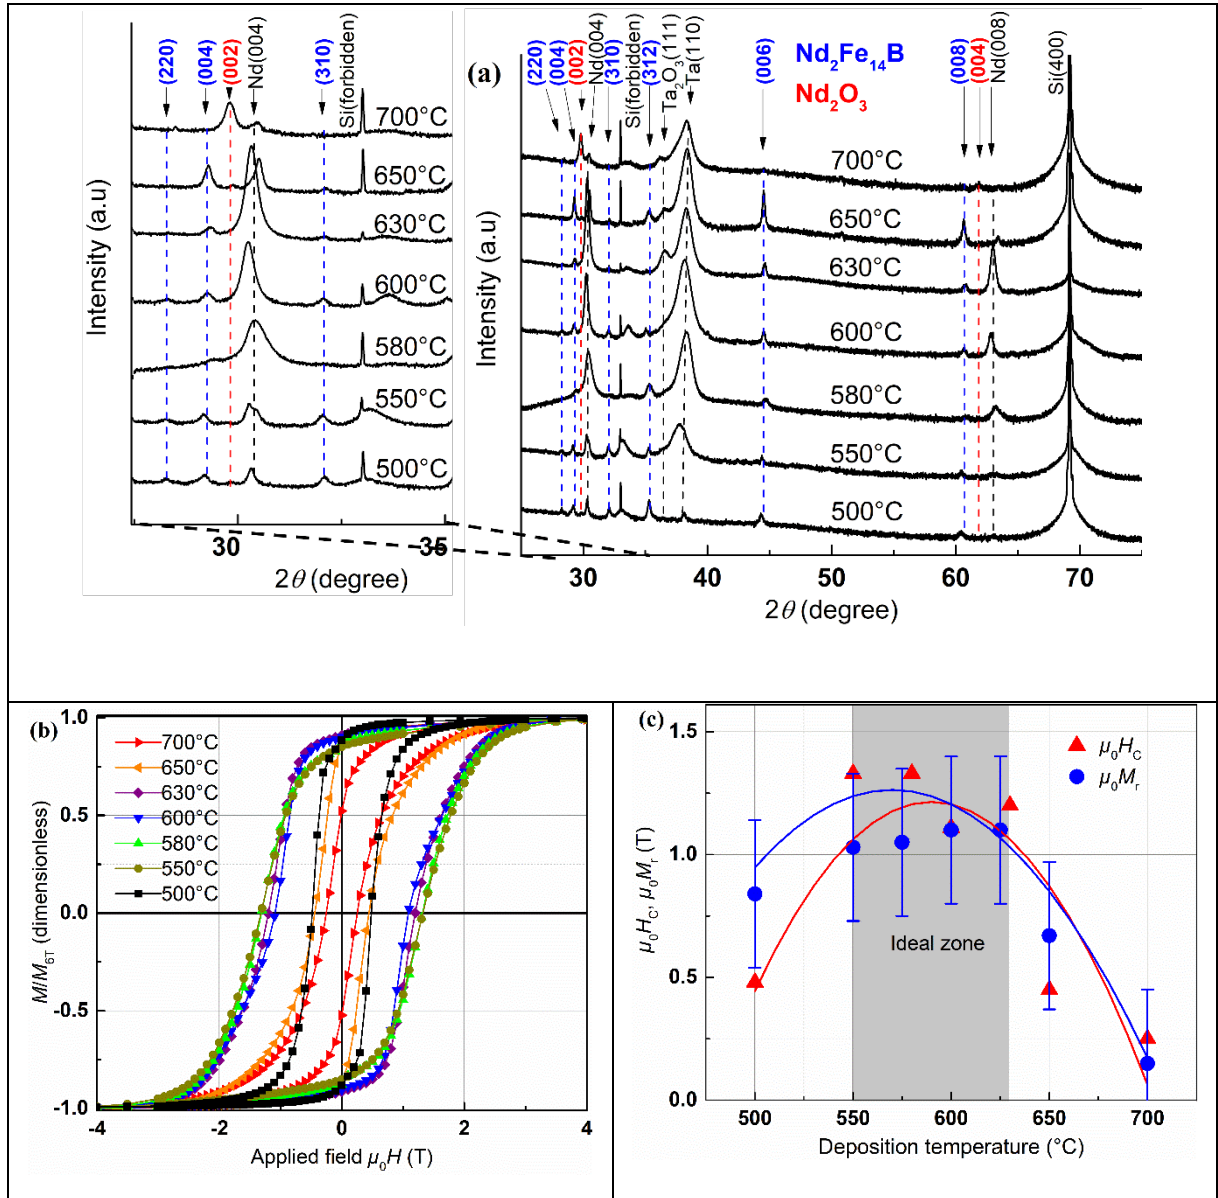 (220)
(004)
(002)
Nd(004)
(310)
Si(forbidden)
700°C
650°C
630°C
600°C
580°C
550°C
500°C
Intensity (a.u)
30
35
2θ (degree)
(a)
(220)
(004)
(002)
Nd(004)
(310)
Si(forbidden)
(312)
Ta₂O₃(111)
Ta(110)
(006)
Nd₂Fe₁₄B
Nd₂O₃
(008)
(004)
Nd(008)
Si(400)
700°C
650°C
630°C
600°C
580°C
550°C
500°C
Intensity (a.u)
30 40 50 60 70
2θ (degree)
(b)
700°C
650°C
630°C
600°C
580°C
550°C
500°C
1.0
0.5
0.0
-0.5
-1.0
M/M₆T (dimensionless)
-4 -2 0 2 4
Applied field μ₀H (T)
(c)
μ₀H_C
μ₀M_r
Ideal zone
1.5
1.0
0.5
0.0
μ₀H_C, μ₀M_r (T)
500 550 600 650 700
Deposition temperature (°C)